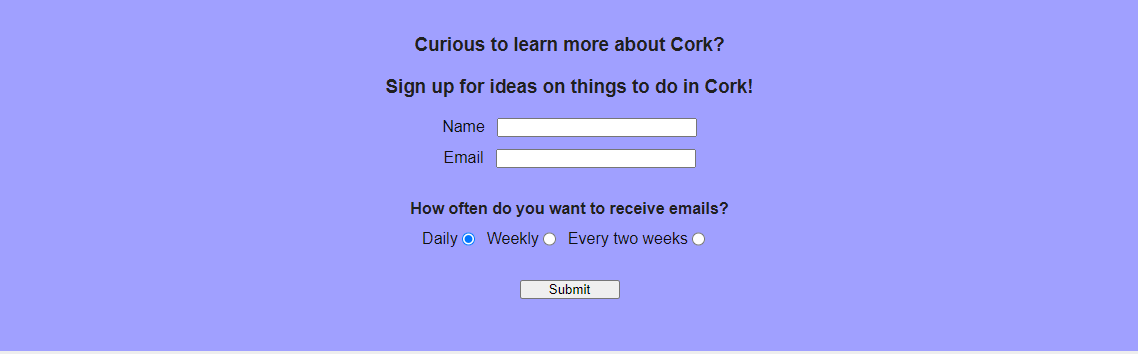 Curious to learn more about Cork?
Sign up for ideas on things to do in Cork!
Name
Email
How often do you want to receive emails?
Daily Weekly Every two weeks
Submit